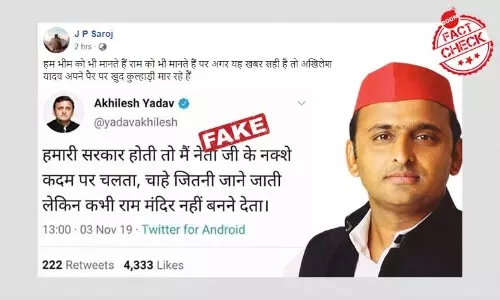 J P Saroj
2 hrs ·
हम भीम को भी मानते हैं राम को भी मानते हैं पर अगर यह खबर सही है तो अखिलेश
यादव अपने पैर पर खुद कुल्हाड़ी मार रहे हैं
Akhilesh Yadav
@yadavakhilesh
FAKE
हमारी सरकार होती तो मैं नेता जी के नक्शे
कदम पर चलता, चाहे जितनी जाने जाती
लेकिन कभी राम मंदिर नहीं बनने देता।
13:00 · 03 Nov 19 · Twitter for Android
222 Retweets 4,333 Likes
FACT
CHECK